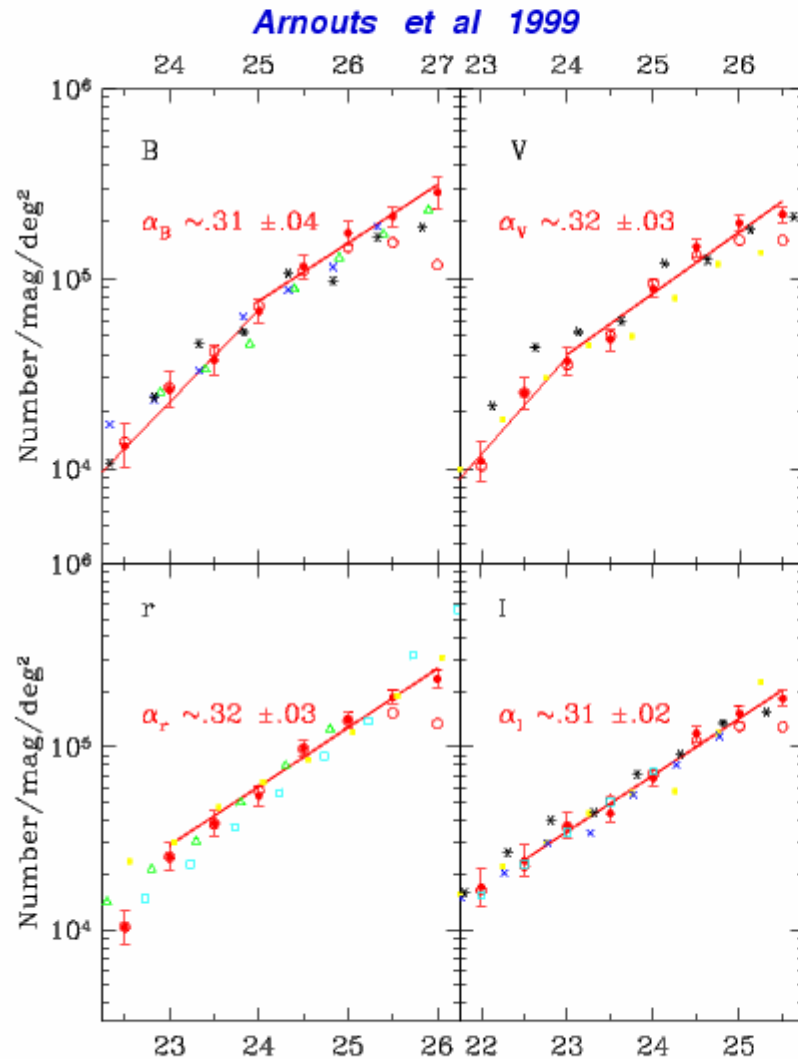 Arnouts et al 1999
24 25 26 27 23 24 25 26
10⁶
B V
α_B ~.31 ±.04 α_V ~.32 ±.03
10⁵
Number/mag/deg²
10⁴
10⁶
r I
α_r ~.32 ±.03 α_I ~.31 ±.02
10⁵
Number/mag/deg²
10⁴
23 24 25 26 22 23 24 25